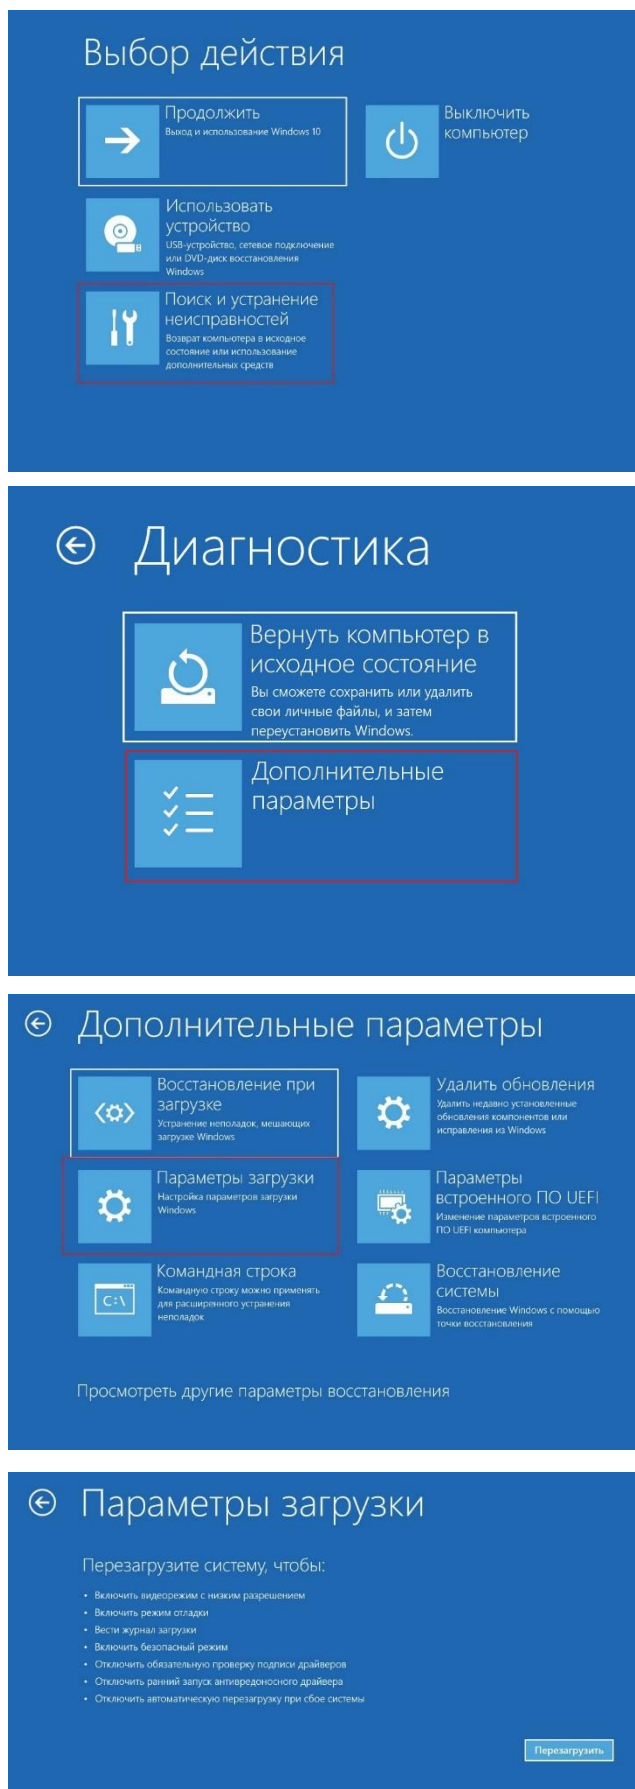 Выбор действия
Продолжить
Выход и использование Windows 10
Выключить
компьютер
Использовать
устройство
USB-устройство, сетевое подключение
или DVD-диск восстановления
Windows
Поиск и устранение
неисправностей
Возврат компьютера в исходное
состояние или использование
дополнительных средств
Диагностика
Вернуть компьютер в
исходное состояние
Вы сможете сохранить или удалить
свои личные файлы, и затем
переустановить Windows.
Дополнительные
параметры
Дополнительные параметры
Восстановление при
загрузке
Устранение неполадок, мешающих
загрузке Windows
Удалить обновления
Удалить недавно установленные
обновления компонентов или
исправления из Windows
Параметры загрузки
Настройка параметров загрузки
Windows
Параметры
встроенного ПО UEFI
Изменение параметров встроенного
ПО UEFI компьютера
C:\
Командная строка
Командную строку можно применять
для расширенного устранения
неполадок
Восстановление
системы
Восстановление Windows с помощью
точки восстановления
Просмотреть другие параметры восстановления
Параметры загрузки
Перезагрузите систему, чтобы:
• Включить видеорежим с низким разрешением
• Включить режим отладки
• Вести журнал загрузки
• Включить безопасный режим
• Отключить обязательную проверку подписи драйверов
• Отключить ранний запуск антивредоносного драйвера
• Отключить автоматическую перезагрузку при сбое системы
Перезагрузить